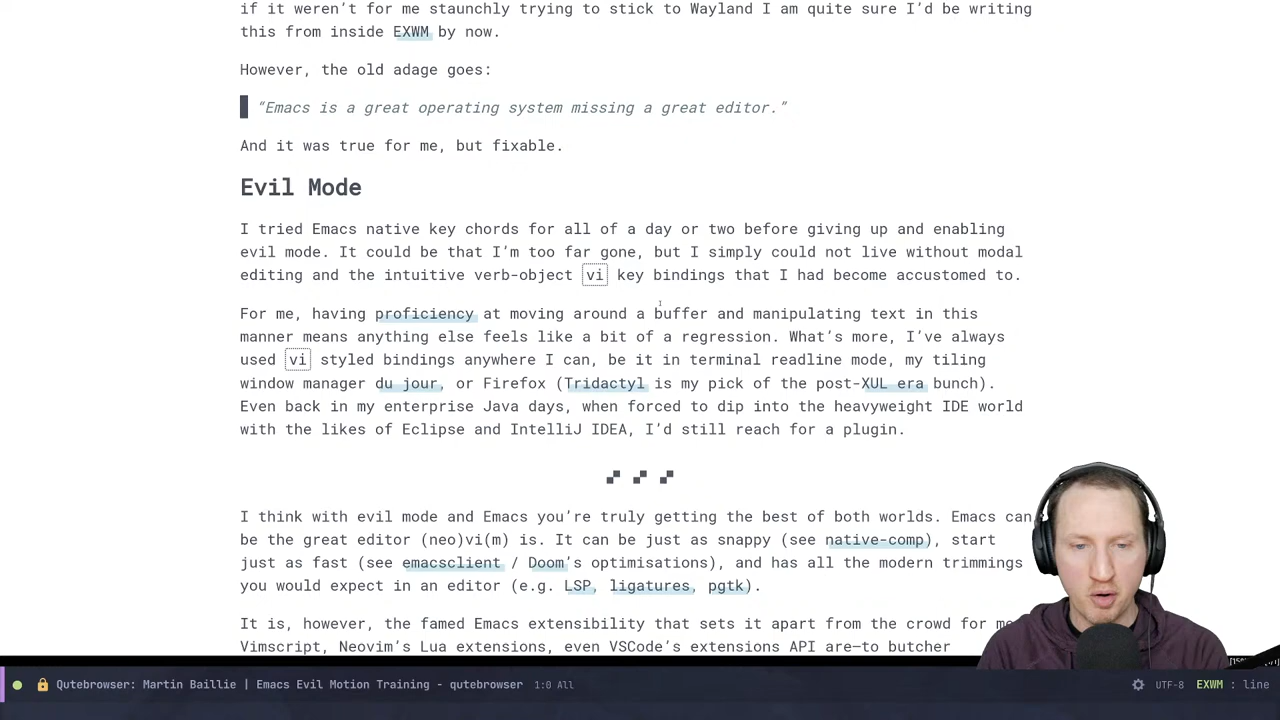 if it weren’t for me staunchly trying to stick to Wayland I am quite sure I’d be writing
this from inside EXWM by now.
However, the old adage goes:
“Emacs is a great operating system missing a great editor.”
And it was true for me, but fixable.
Evil Mode
I tried Emacs native key chords for all of a day or two before giving up and enabling
evil mode. It could be that I’m too far gone, but I simply could not live without modal
editing and the intuitive verb-object vi key bindings that I had become accustomed to.
For me, having proficiency at moving around a buffer and manipulating text in this
manner means anything else feels like a bit of a regression. What’s more, I’ve always
used vi styled bindings anywhere I can, be it in terminal readline mode, my tiling
window manager du jour, or Firefox (Tridactyl is my pick of the post-XUL era bunch).
Even back in my enterprise Java days, when forced to dip into the heavyweight IDE world
with the likes of Eclipse and IntelliJ IDEA, I’d still reach for a plugin.
I think with evil mode and Emacs you’re truly getting the best of both worlds. Emacs can
be the great editor (neo)vi(m) is. It can be just as snappy (see native-comp), start
just as fast (see emacsclient / Doom’s optimisations), and has all the modern trimmings
you would expect in an editor (e.g. LSP, ligatures, pgtk).
It is, however, the famed Emacs extensibility that sets it apart from the crowd for
Vimscript, Neovim’s Lua extensions, even VSCode’s extensions API are—to butcher
Qutebrowser: Martin Baillie | Emacs Evil Motion Training - qutebrowser 1:0 All
UTF-8 EXWM : line